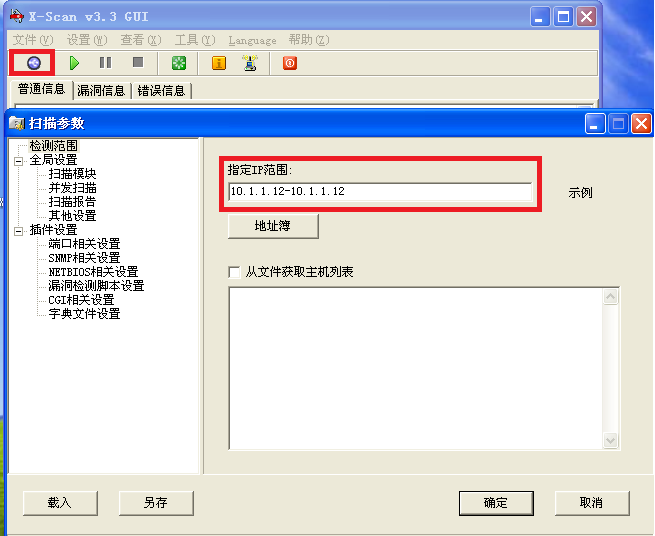 X-Scan v3.3 GUI
文件(V) 设置(W) 查看(X) 工具(Y) Language 帮助(Z)
普通信息 漏洞信息 错误信息
扫描参数
检测范围
全局设置
扫描模块
并发扫描
扫描报告
其他设置
插件设置
端口相关设置
SNMP相关设置
NETBIOS相关设置
漏洞检测脚本设置
CGI相关设置
字典文件设置
指定IP范围:
10.1.1.12-10.1.1.12
示例
地址簿
从文件获取主机列表
载入 另存 确定 取消